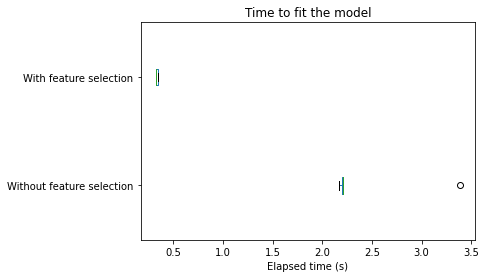 Time to fit the model
With feature selection
Without feature selection
0.5 1.0 1.5 2.0 2.5 3.0 3.5
Elapsed time (s)